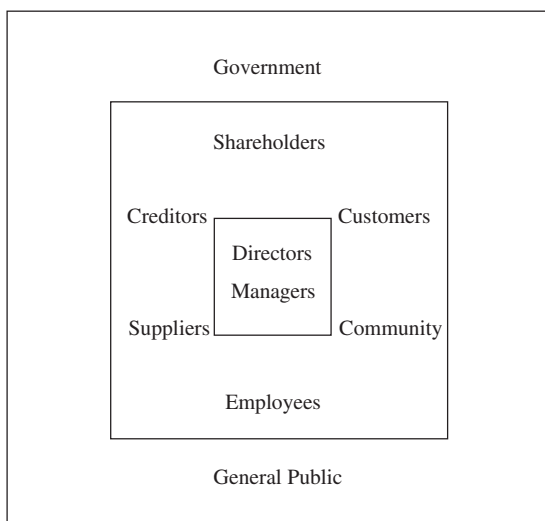 Government
Shareholders
Creditors Customers
Directors
Managers
Suppliers Community
Employees
General Public